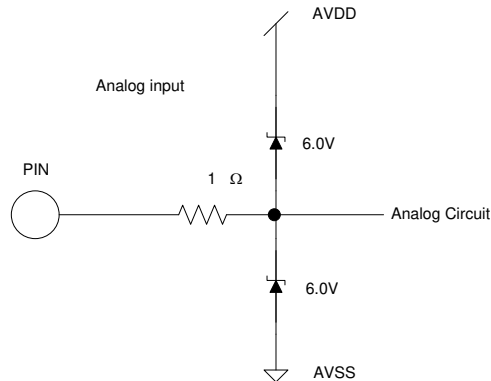 AVDD
Analog input
6.0V
PIN
1 Ω
Analog Circuit
6.0V
AVSS